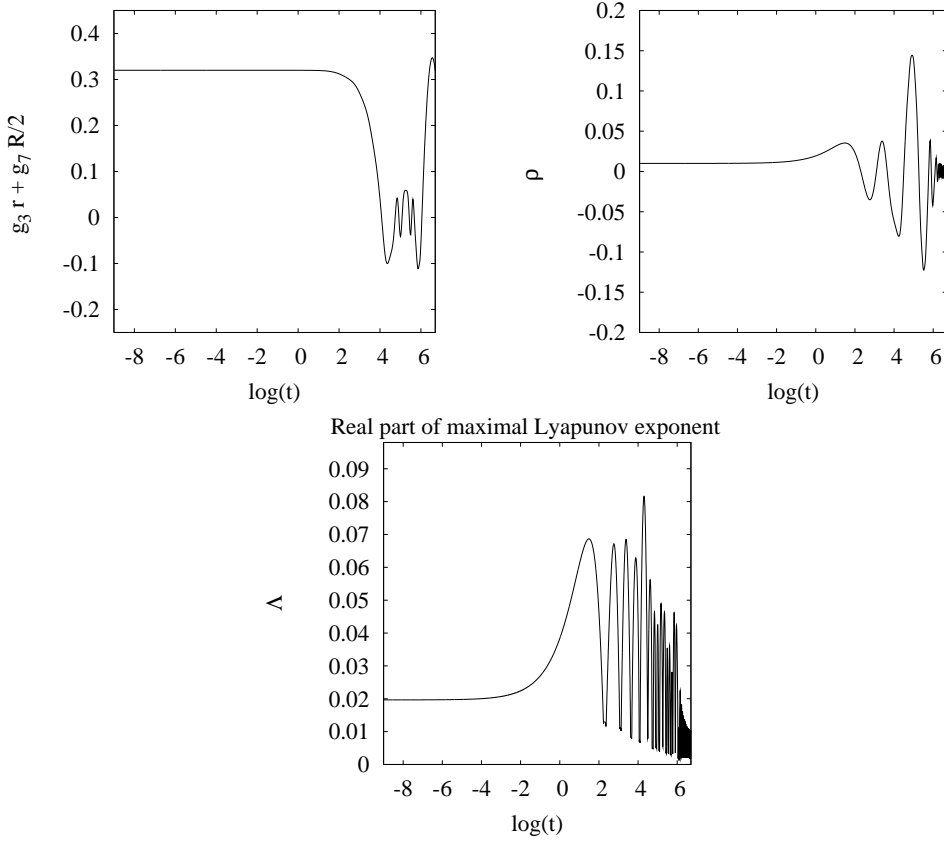 0.4
0.3
0.2
0.1
0
-0.1
-0.2
g3 r + g7 R/2
-8 -6 -4 -2 0 2 4 6
log(t)
0.2
0.15
0.10
0.05
0
-0.05
-0.10
-0.15
-0.2
ρ
-8 -6 -4 -2 0 2 4 6
log(t)
Real part of maximal Lyapunov exponent
0.09
0.08
0.07
0.06
0.05
0.04
0.03
0.02
0.01
0
Λ
-8 -6 -4 -2 0 2 4 6
log(t)